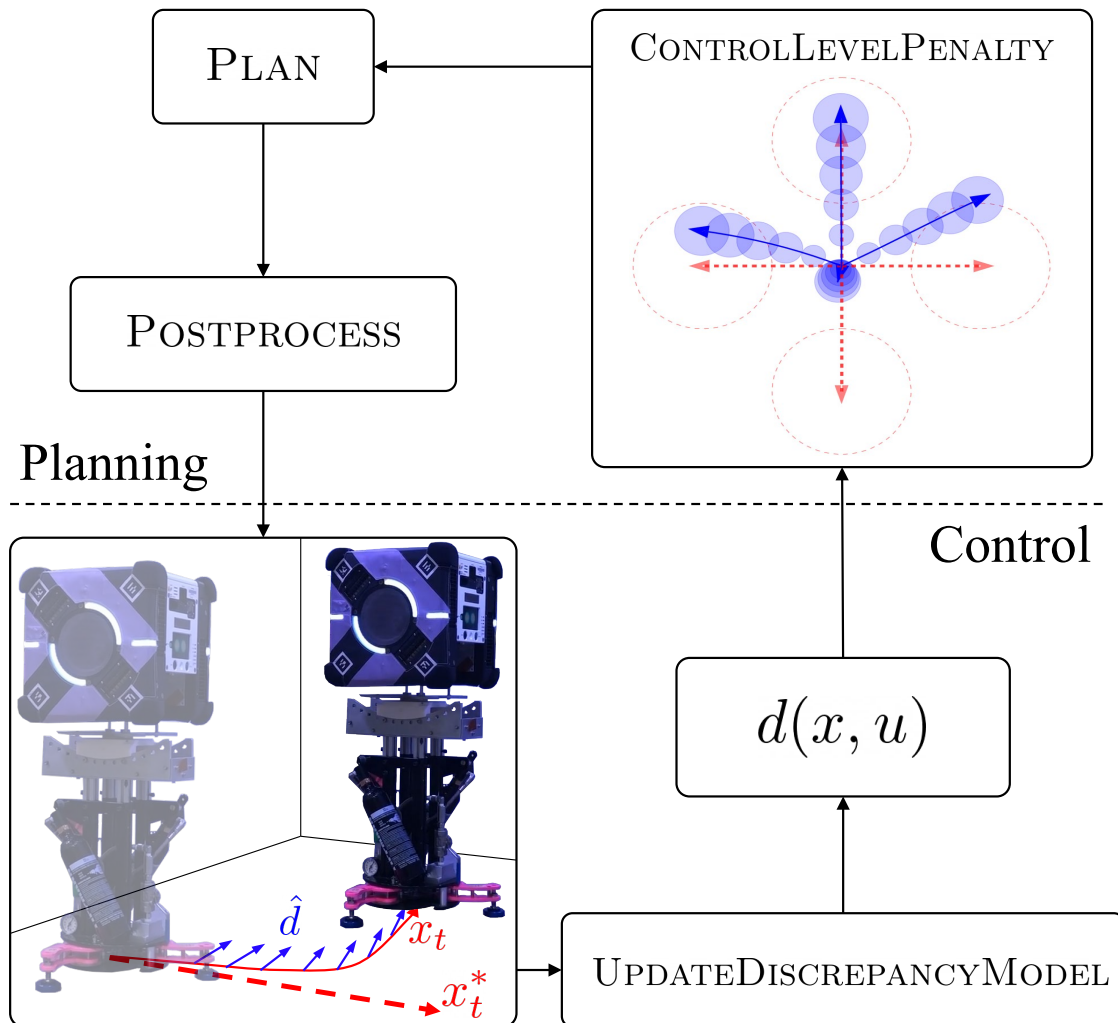 PLAN
CONTROLLEVELPENALTY
POSTPROCESS
Planning
Control
d(x, u)
d̂
x_t
x_t^*
UPDATEDISCREPANCYMODEL